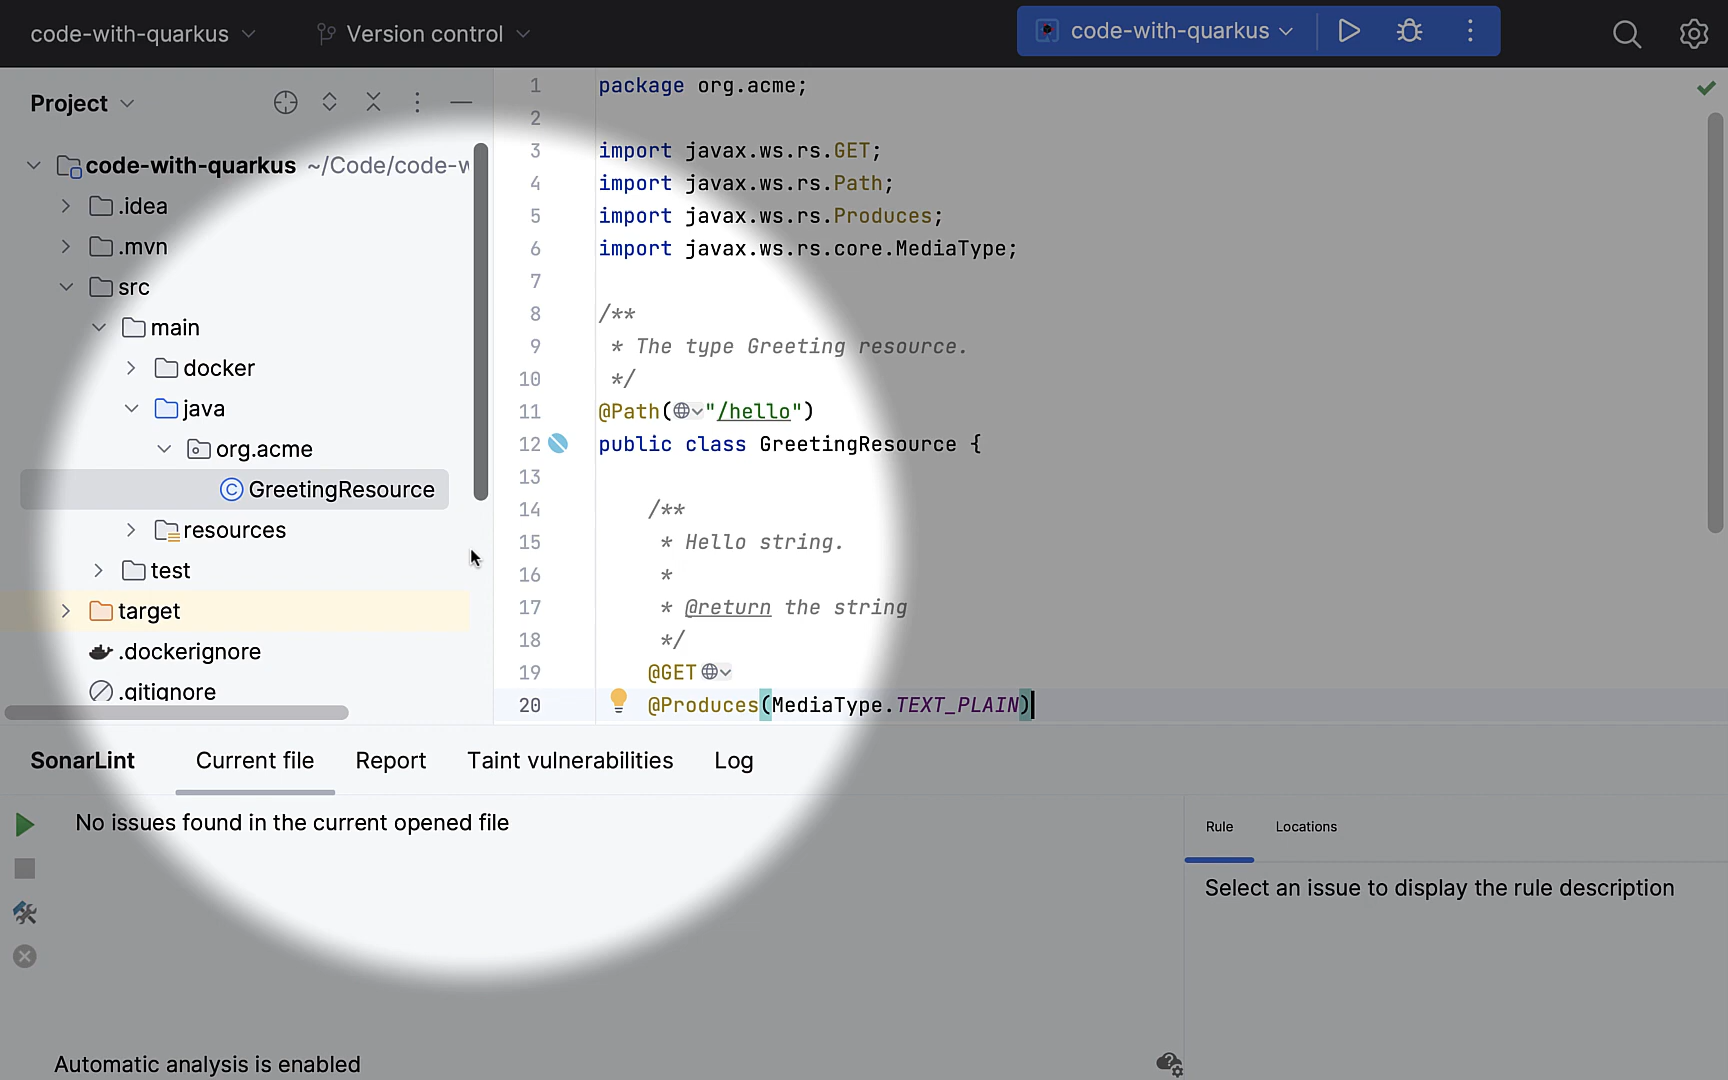 code-with-quarkus
Version control
code-with-quarkus
Project
code-with-quarkus ~/Code/code-w
.idea
.mvn
src
main
docker
java
org.acme
GreetingResource
resources
test
target
.dockerignore
.gitignore
1 package org.acme;
2
3 import javax.ws.rs.GET;
4 import javax.ws.rs.Path;
5 import javax.ws.rs.Produces;
6 import javax.ws.rs.core.MediaType;
7
8 /**
9 * The type Greeting resource.
10 */
11 @Path("/hello")
12 public class GreetingResource {
13
14 /**
15 * Hello string.
16 *
17 * @return the string
18 */
19 @GET
20 @Produces(MediaType.TEXT_PLAIN)
SonarLint Current file Report Taint vulnerabilities Log
No issues found in the current opened file
Rule Locations
Select an issue to display the rule description
Automatic analysis is enabled